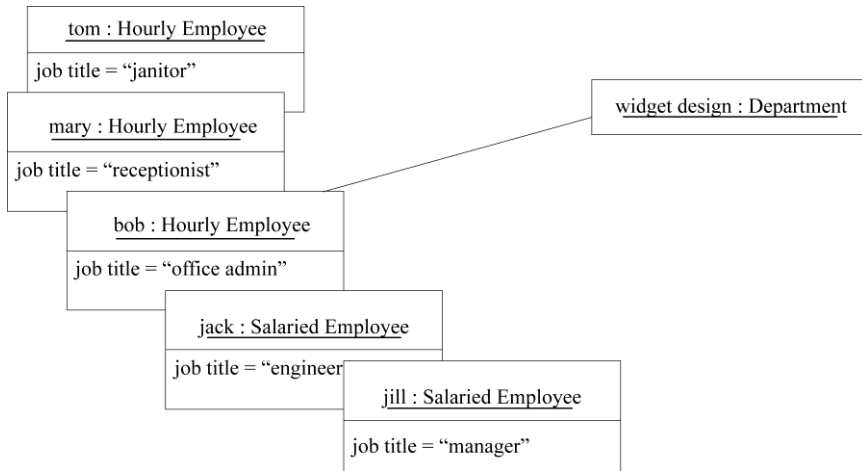 tom : Hourly Employee
job title = “janitor”
mary : Hourly Employee
job title = “receptionist”
bob : Hourly Employee
job title = “office admin”
jack : Salaried Employee
job title = “engineer
jill : Salaried Employee
job title = “manager”
widget design : Department